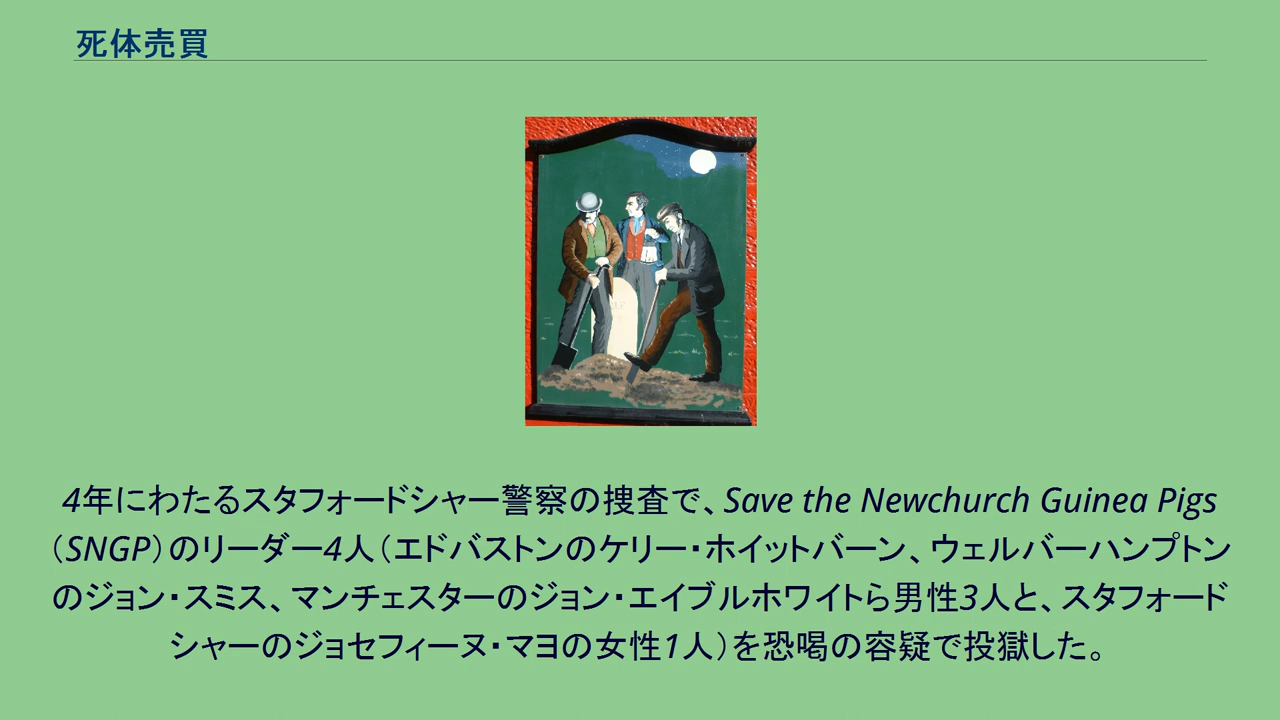 死体売買
4年にわたるスタフォードシャー警察の捜査で、Save the Newchurch Guinea Pigs
（SNGP）のリーダー4人（エドバストンのケリー・ホイットバーン、ウェルバーハンプトン
のジョン・スミス、マンチェスターのジョン・エイブルホワイトら男性3人と、スタフォード
シャーのジョセフィーヌ・マヨの女性1人）を恐喝の容疑で投獄した。